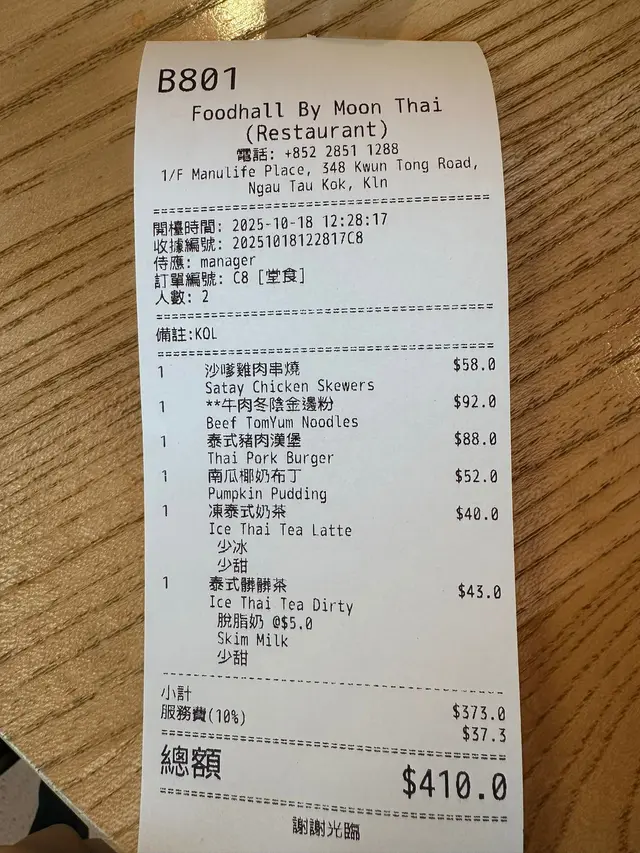 B801
Foodhall By Moon Thai
(Restaurant)
電話: +852 2851 1288
1/F Manulife Place, 348 Kwun Tong Road,
Ngau Tau Kok, Kln
開檯時間: 2025-10-18 12:28:17
收據編號: 20251018122817C8
侍應: manager
訂單編號: C8 [堂食]
人數: 2
備註:KOL
1 沙嗲雞肉串燒 $58.0
Satay Chicken Skewers
1 **牛肉冬陰金邊粉 $92.0
Beef TomYum Noodles
1 泰式豬肉漢堡 $88.0
Thai Pork Burger
1 南瓜椰奶布丁 $52.0
Pumpkin Pudding
1 凍泰式奶茶 $40.0
Ice Thai Tea Latte
少冰
少甜
1 泰式髒髒茶 $43.0
Ice Thai Tea Dirty
脫脂奶 @$5.0
Skim Milk
少甜
小計 $373.0
服務費(10%) $37.3
總額 $410.0
謝謝光臨